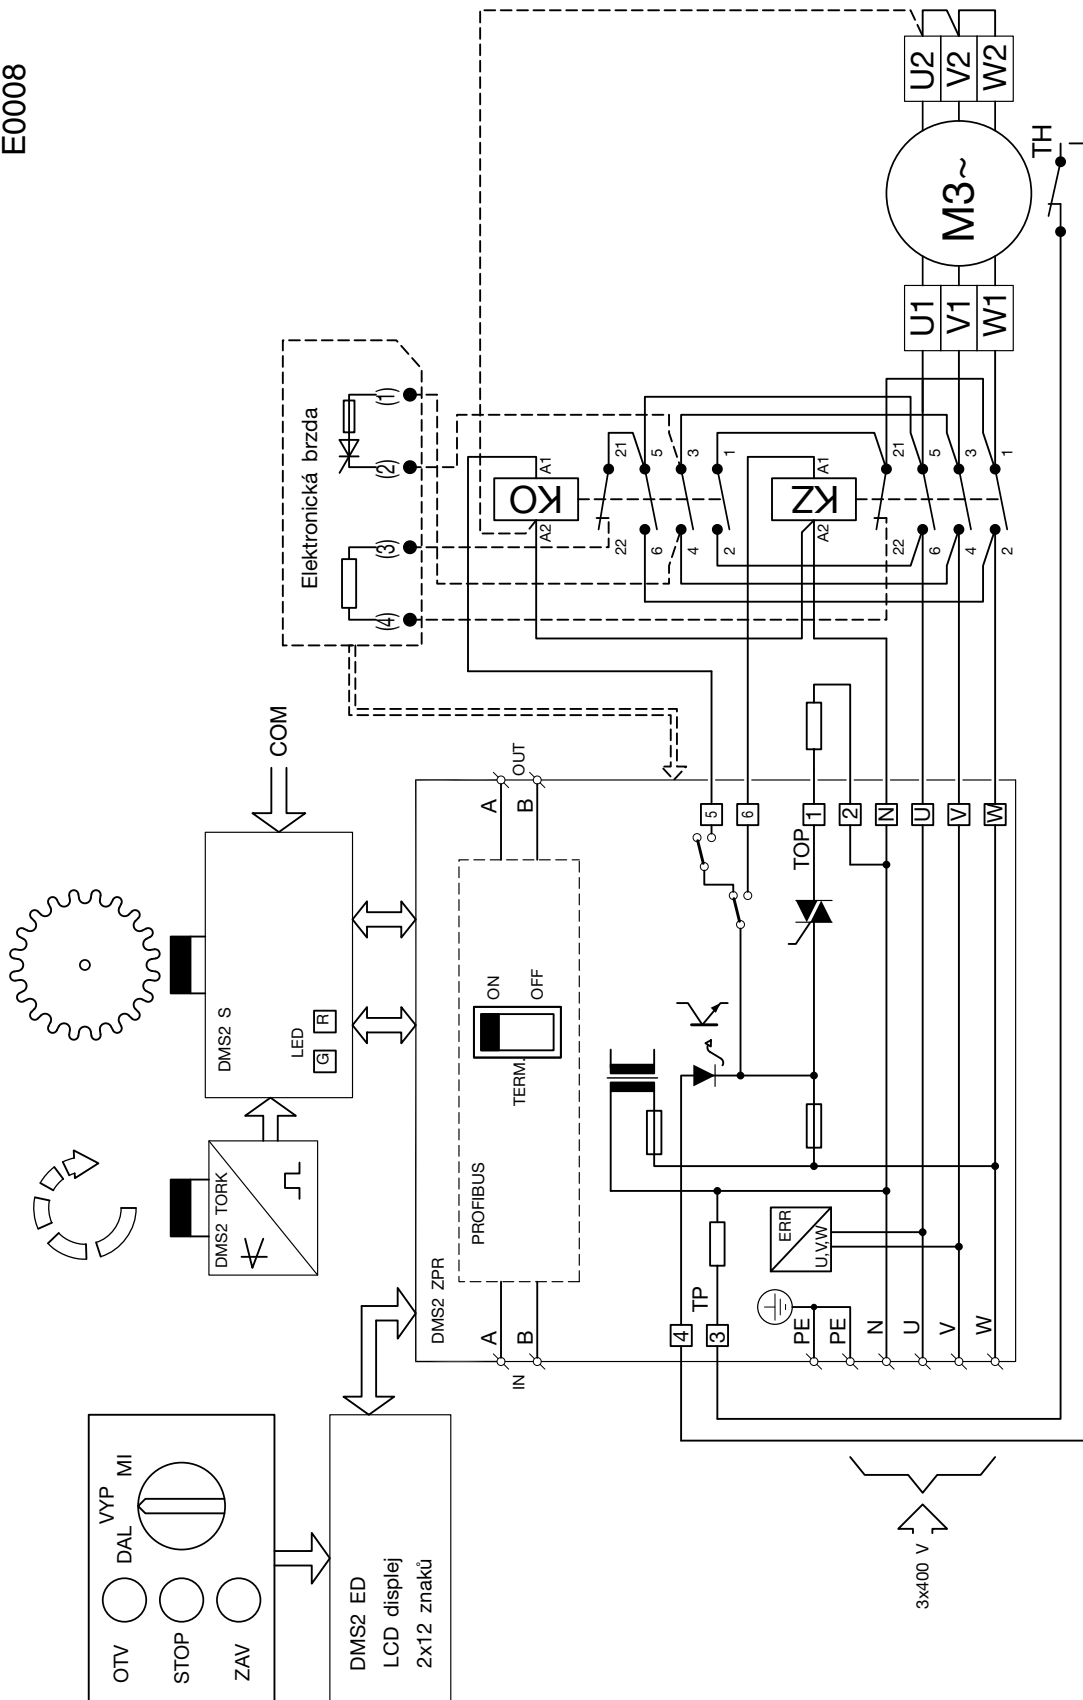 E0008
OTV
STOP
ZAV
DAL
VYP
MI
DMS2 ED
LCD displej
2x12 znaků
DMS2 TORK
DMS2 S
LED
G
R
COM
DMS2 ZPR
PROFIBUS
TERM.
ON
OFF
IN
A
B
A
B
OUT
Elektronická brzda
(4)
(3)
(2)
(1)
KO
A2
A1
22
21
6
5
4
3
2
1
KZ
A2
A1
22
21
6
5
4
3
2
1
5
6
TOP
1
2
N
U
V
W
4
3
TP
ERR
U,V,W
PE
PE
N
U
V
W
3x400 V
U1
V1
W1
M3~
U2
V2
W2
TH